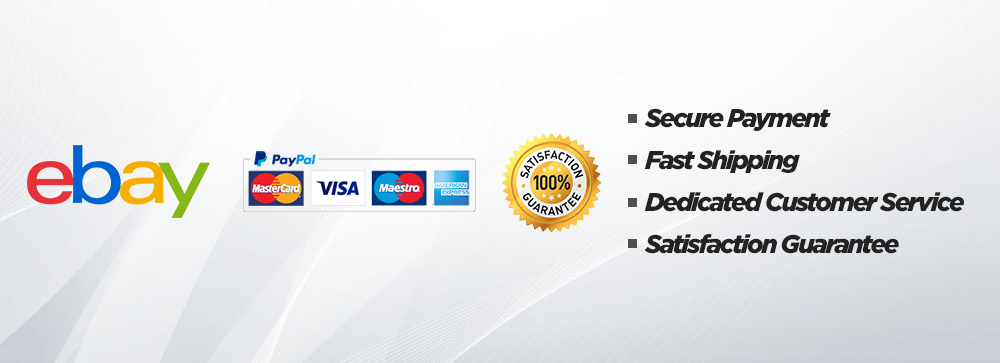 ebay
PayPal
MasterCard
VISA
Maestro
AMERICAN
EXPRESS
SATISFACTION
100%
GUARANTEE
Secure Payment
Fast Shipping
Dedicated Customer Service
Satisfaction Guarantee